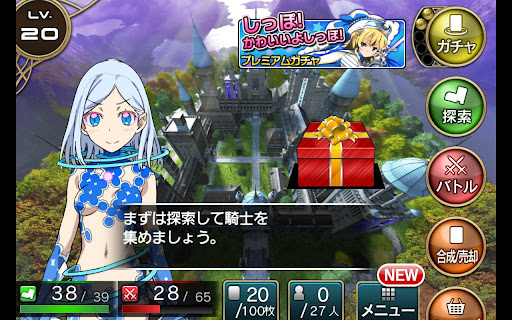 LV.
20
しっぽ!
かわいいよしっぽ!
プレミアムガチャ
ガチャ
探索
バトル
合成/売却
まずは探索して騎士を
集めましょう。
38 / 39
28 / 65
20
/100枚
0
/27人
NEW
メニュー